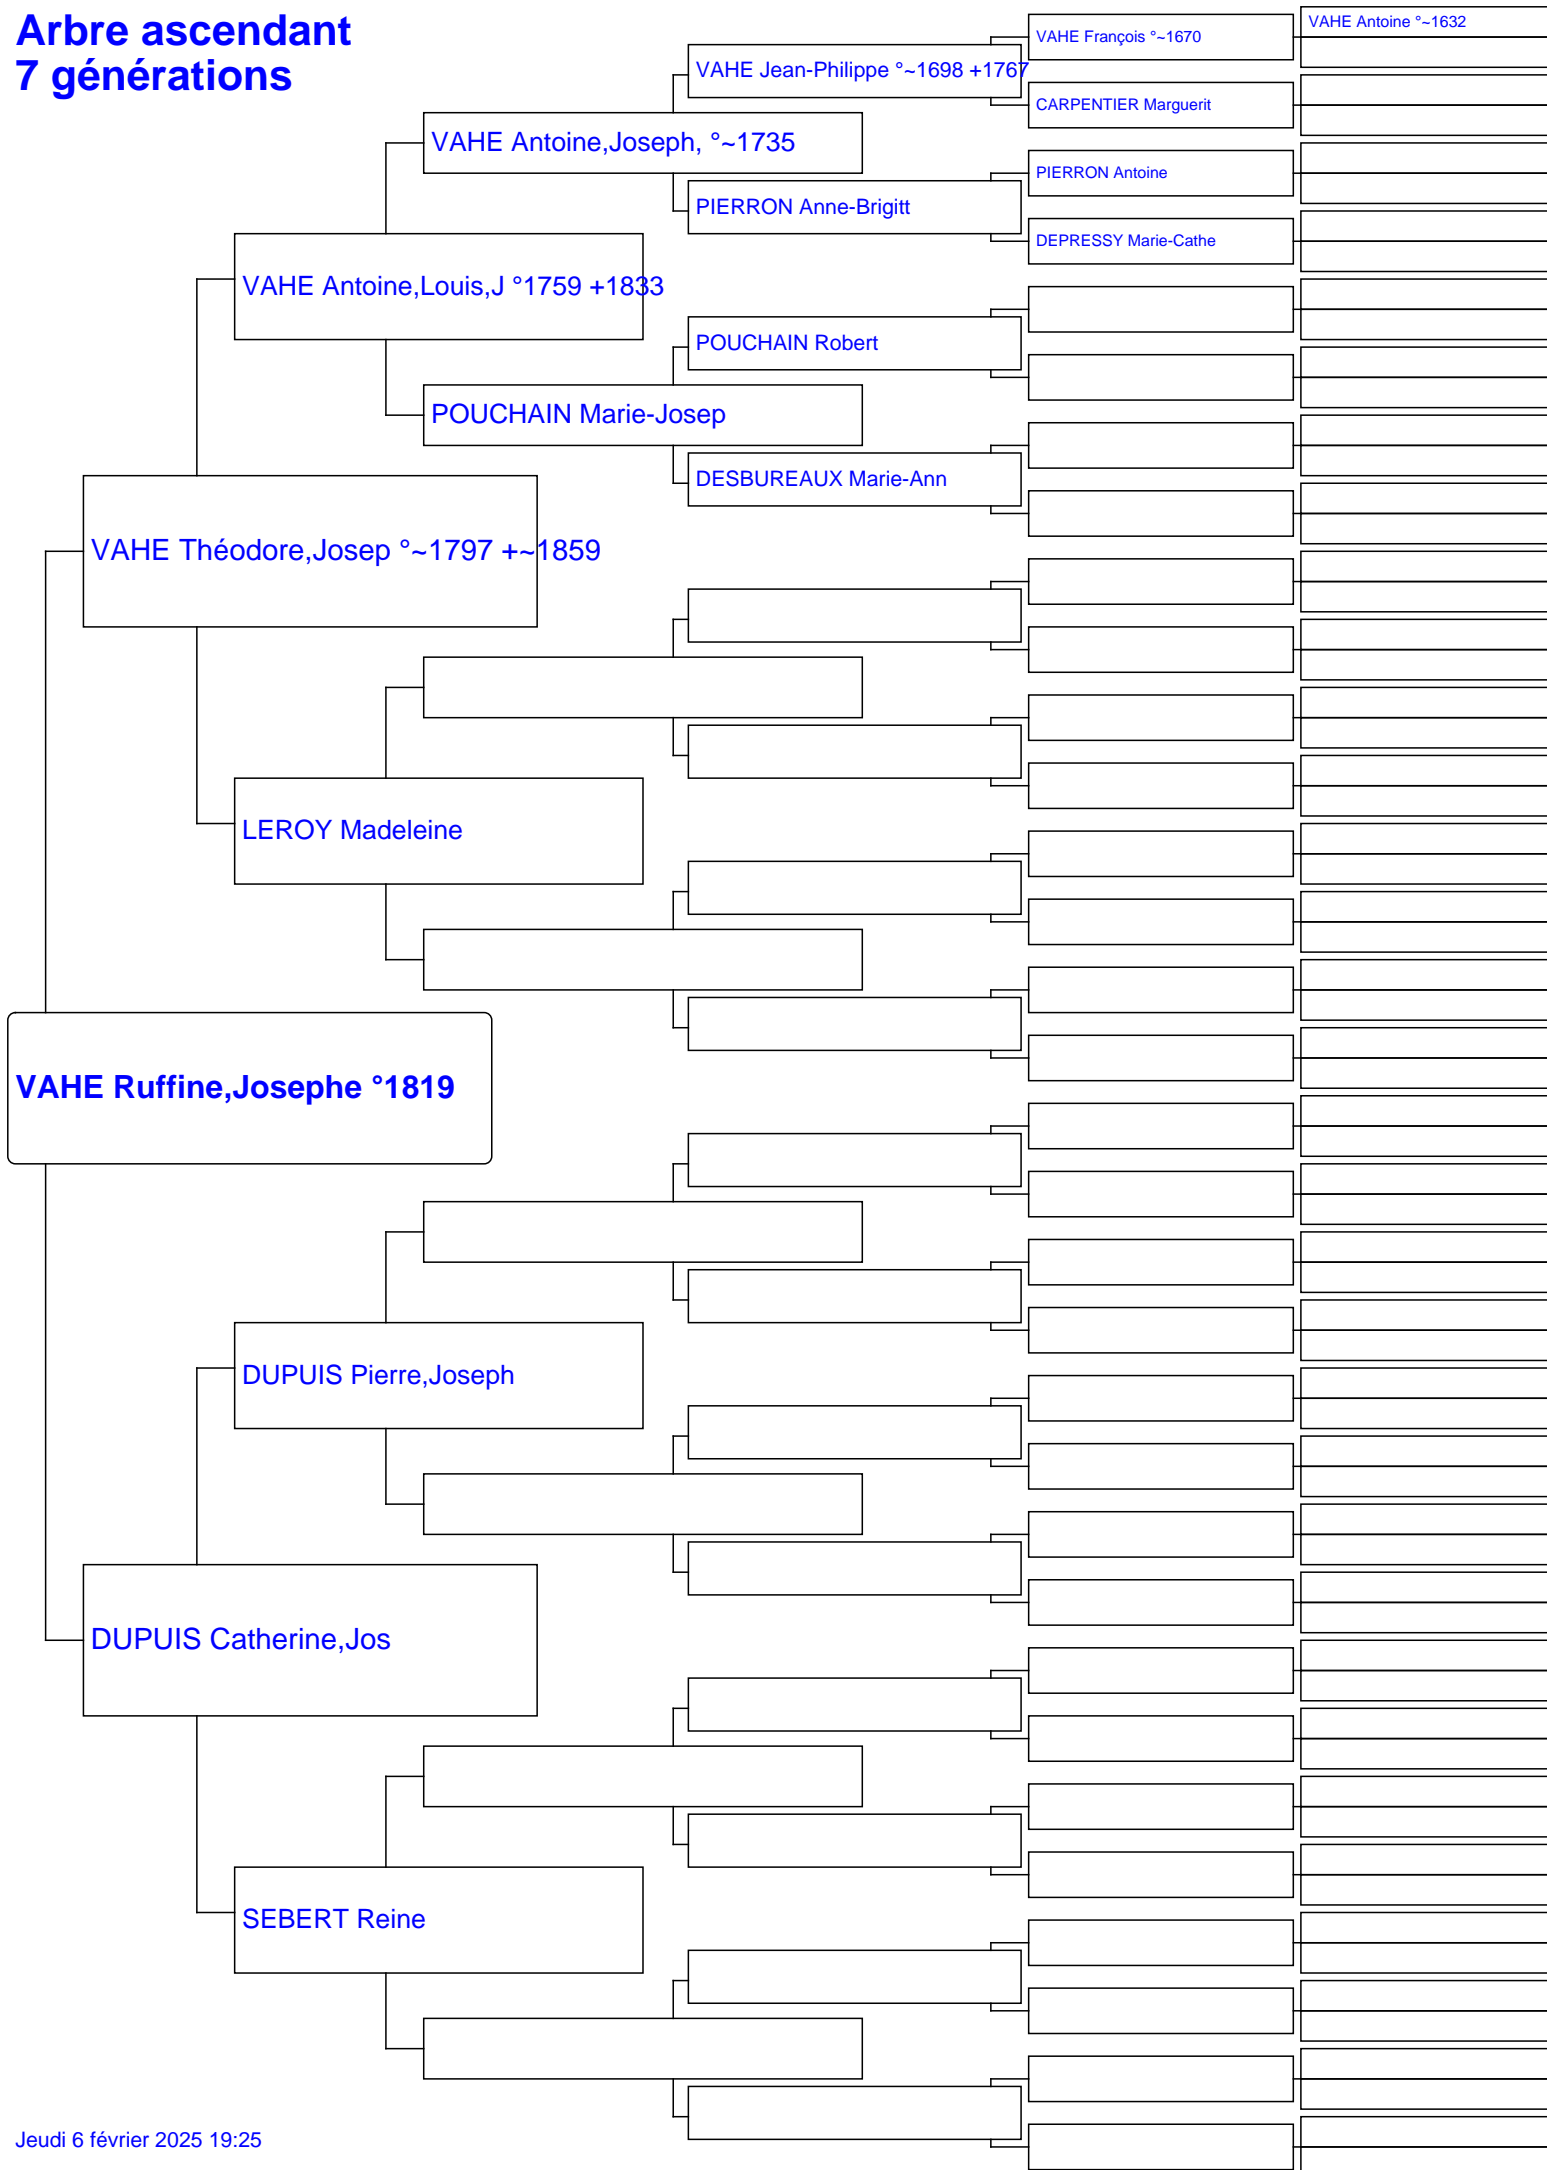 Arbre ascendant
7 générations
VAHE Antoine °~1632
VAHE François °~1670
VAHE Jean-Philippe °~1698 +1767
CARPENTIER Marguerit
VAHE Antoine,Joseph, °~1735
PIERRON Antoine
PIERRON Anne-Brigitt
DEPRESSY Marie-Cathe
VAHE Antoine,Louis,J °1759 +1833
POUCHAIN Robert
POUCHAIN Marie-Josep
DESBUREAUX Marie-Ann
VAHE Théodore,Josep °~1797 +~1859
LEROY Madeleine
VAHE Ruffine,Josephe °1819
DUPUIS Pierre,Joseph
DUPUIS Catherine,Jos
SEBERT Reine
Jeudi 6 février 2025 19:25